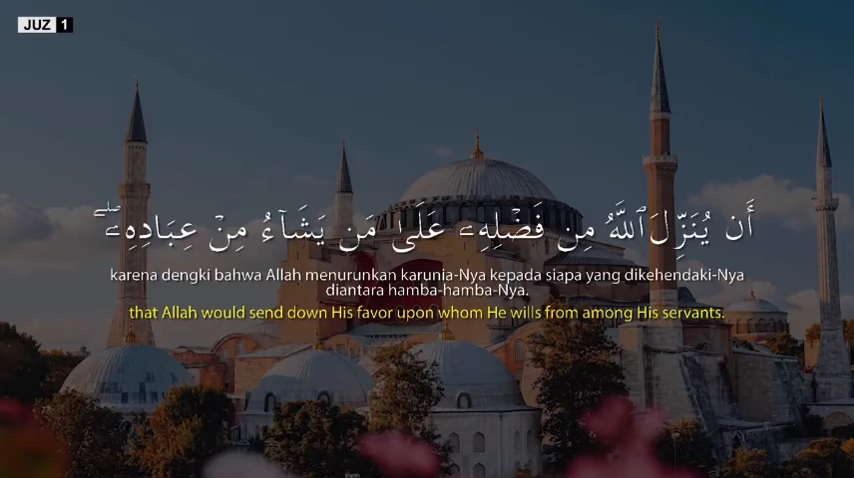 JUZ 1
أَن يُنَزِّلَ ٱللَّهُ مِن فَضْلِهِۦ عَلَىٰ مَن يَشَآءُ مِنْ عِبَادِهِۦۖ
karena dengki bahwa Allah menurunkan karunia-Nya kepada siapa yang dikehendaki-Nya
diantara hamba-hamba-Nya.
that Allah would send down His favor upon whom He wills from among His servants.